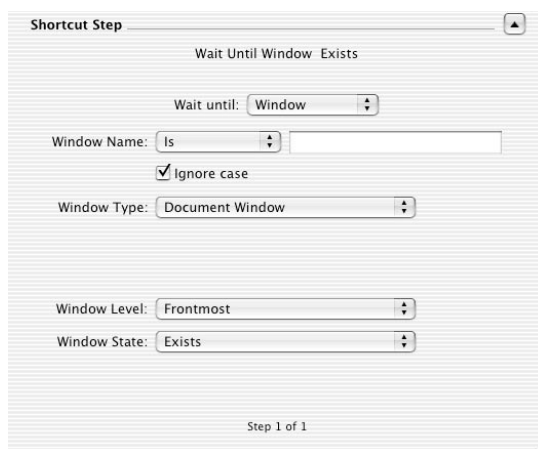 Shortcut Step
Wait Until Window Exists
Wait until: Window
Window Name: Is
Ignore case
Window Type: Document Window
Window Level: Frontmost
Window State: Exists
Step 1 of 1